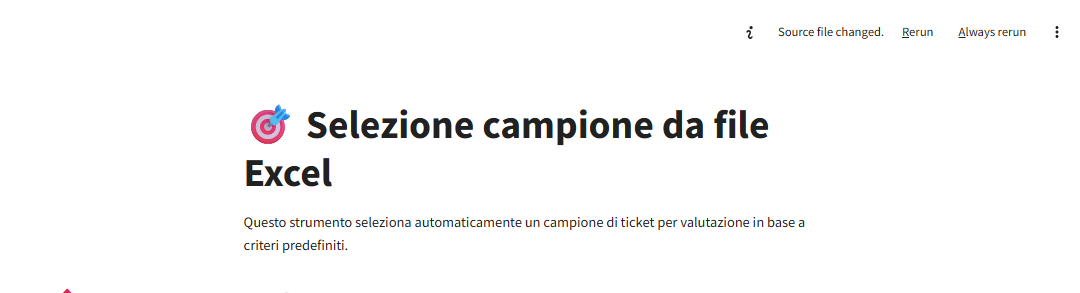 Source file changed. Rerun Always rerun
Selezione campione da file
Excel
Questo strumento seleziona automaticamente un campione di ticket per valutazione in base a
criteri predefiniti.